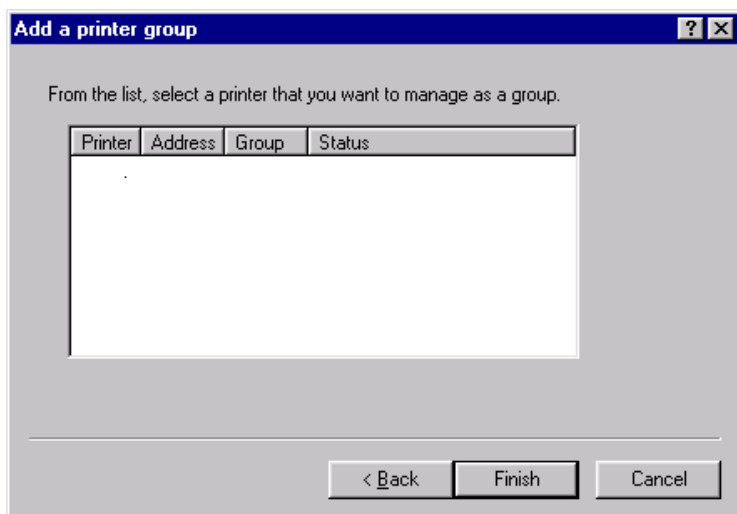 Add a printer group
From the list, select a printer that you want to manage as a group.
Printer Address Group Status
< Back Finish Cancel